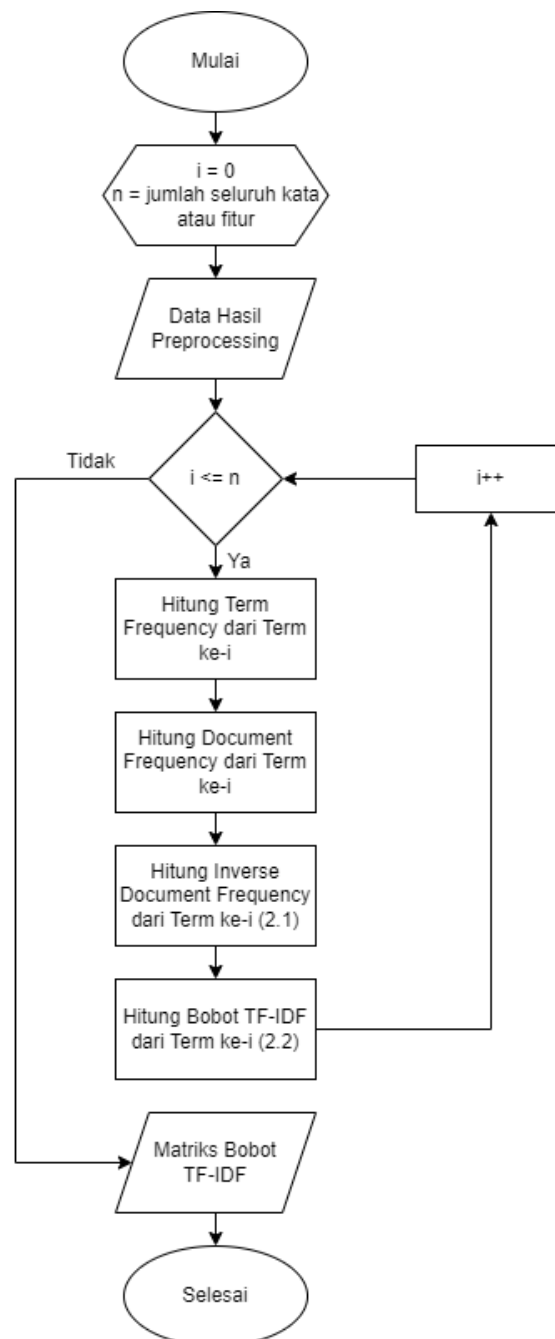 Mulai
i = 0
n = jumlah seluruh kata
atau fitur
Data Hasil
Preprocessing
Tidak
i <= n
i++
Ya
Hitung Term
Frequency dari Term
ke-i
Hitung Document
Frequency dari Term
ke-i
Hitung Inverse
Document Frequency
dari Term ke-i (2.1)
Hitung Bobot TF-IDF
dari Term ke-i (2.2)
Matriks Bobot
TF-IDF
Selesai